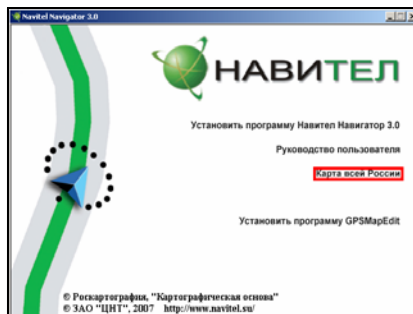 Navitel Navigator 3.0
НАВИТЕЛ
Установить программу Навител Навигатор 3.0
Руководство пользователя
Карта всей России
Установить программу GPSMapEdit
© Роскартография, "Картографическая основа"
© ЗАО "ЦНТ", 2007 http://www.navitel.su/